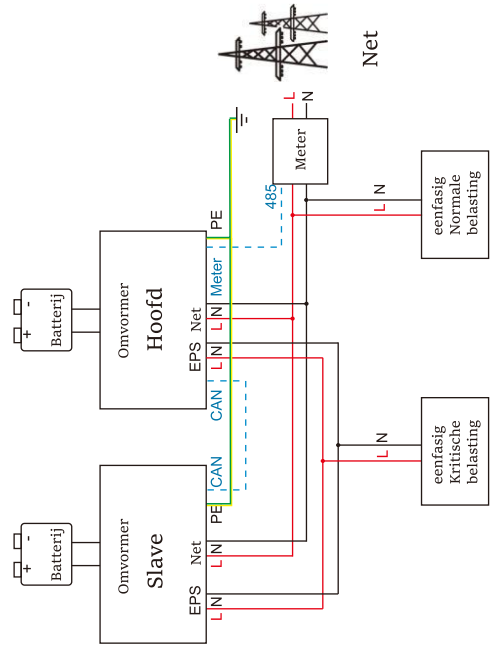 Net
L
N
Meter
485
PE
Meter
Net
L N
EPS
L N
CAN
Omvormer
Hoofd
+ -
Batterij
N
L
eenfasig
Normale
belasting
CAN
PE
Net
L N
EPS
L N
Omvormer
Slave
+ -
Batterij
N
L
eenfasig
Kritische
belasting